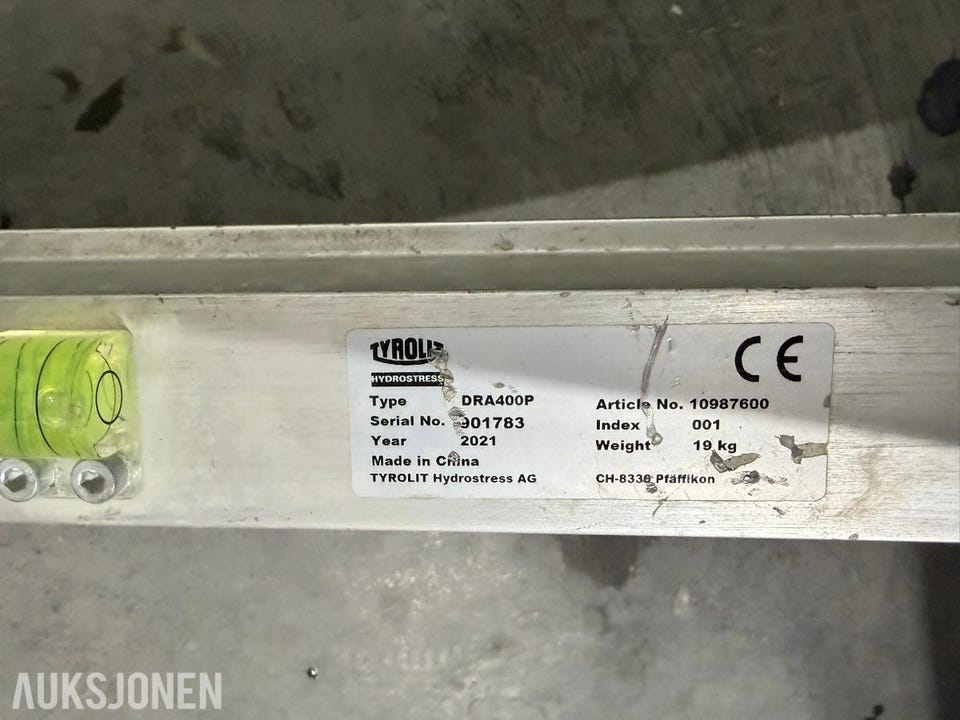 TYROLIT
HYDROSTRESS
CE
Type DRA400P
Serial No. 901783
Year 2021
Made in China
TYROLIT Hydrostress AG
Article No. 10987600
Index 001
Weight 19 kg
CH-8330 Pfäffikon
AUKSJONEN